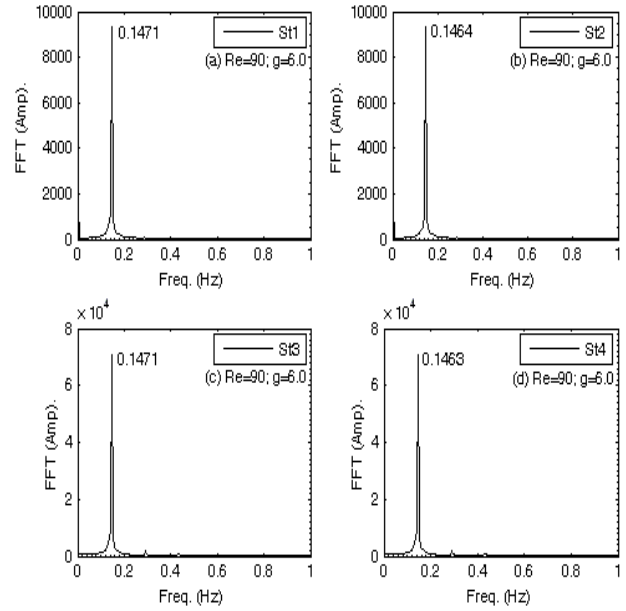 10000
8000
6000
4000
2000
0
FFT (Amp).
0.1471
St1
(a) Re=90; g=6.0
0 0.2 0.4 0.6 0.8 1
Freq. (Hz)
10000
8000
6000
4000
2000
0
FFT (Amp).
0.1464
St2
(b) Re=90; g=6.0
0 0.2 0.4 0.6 0.8 1
Freq. (Hz)
× 10⁴
8
6
4
2
0
FFT (Amp).
0.1471
St3
(c) Re=90; g=6.0
0 0.2 0.4 0.6 0.8 1
Freq. (Hz)
× 10⁴
8
6
4
2
0
FFT (Amp).
0.1463
St4
(d) Re=90; g=6.0
0 0.2 0.4 0.6 0.8 1
Freq. (Hz)